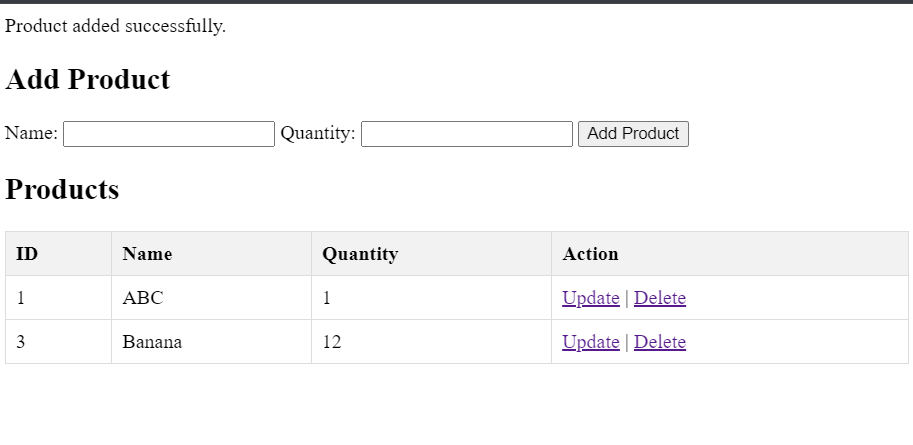 Product added successfully.
Add Product
Name: Quantity: Add Product
Products
ID Name Quantity Action
1 ABC 1 Update | Delete
3 Banana 12 Update | Delete